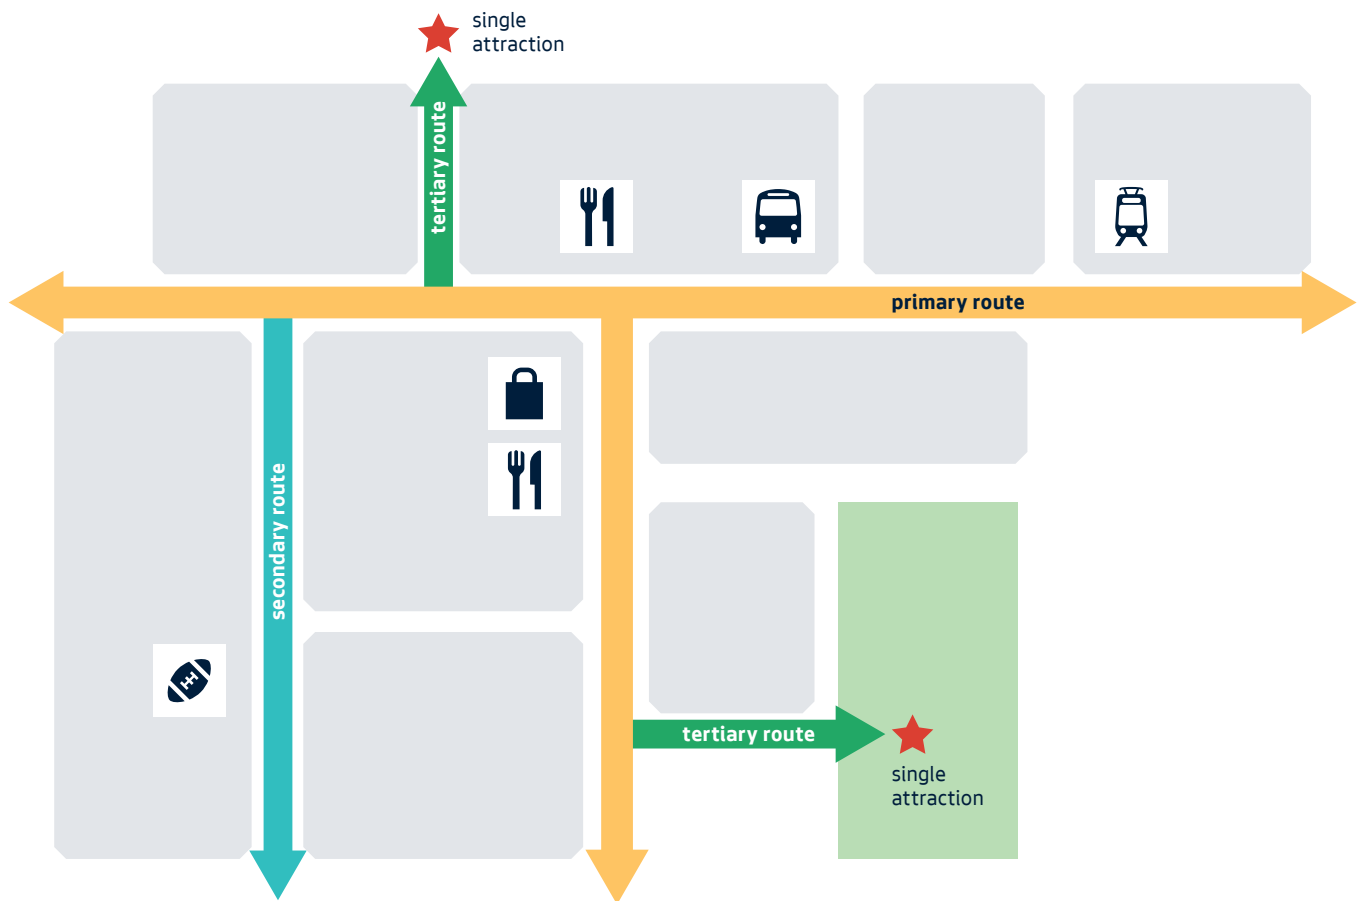 single
attraction
tertiary route
primary route
secondary route
tertiary route
single
attraction